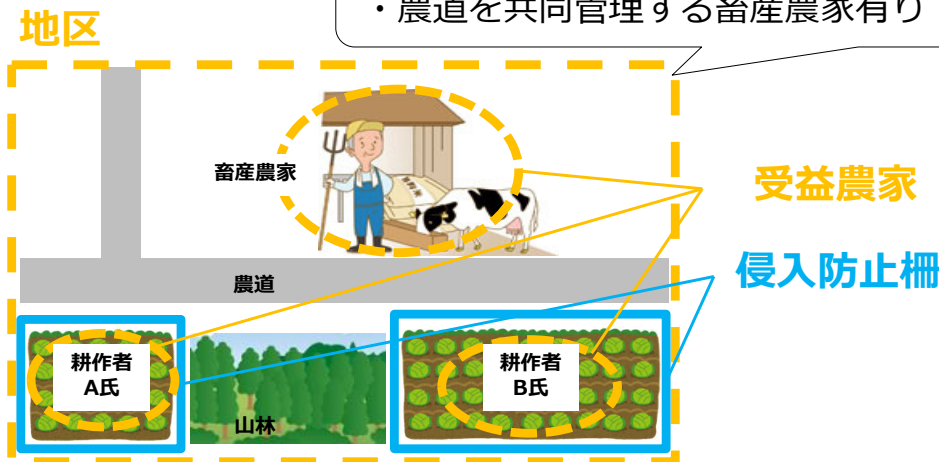 ・農道を共同管理する畜産農家有り
地区
畜産農家
受益農家
侵入防止柵
農道
耕作者
A氏
耕作者
B氏
山林